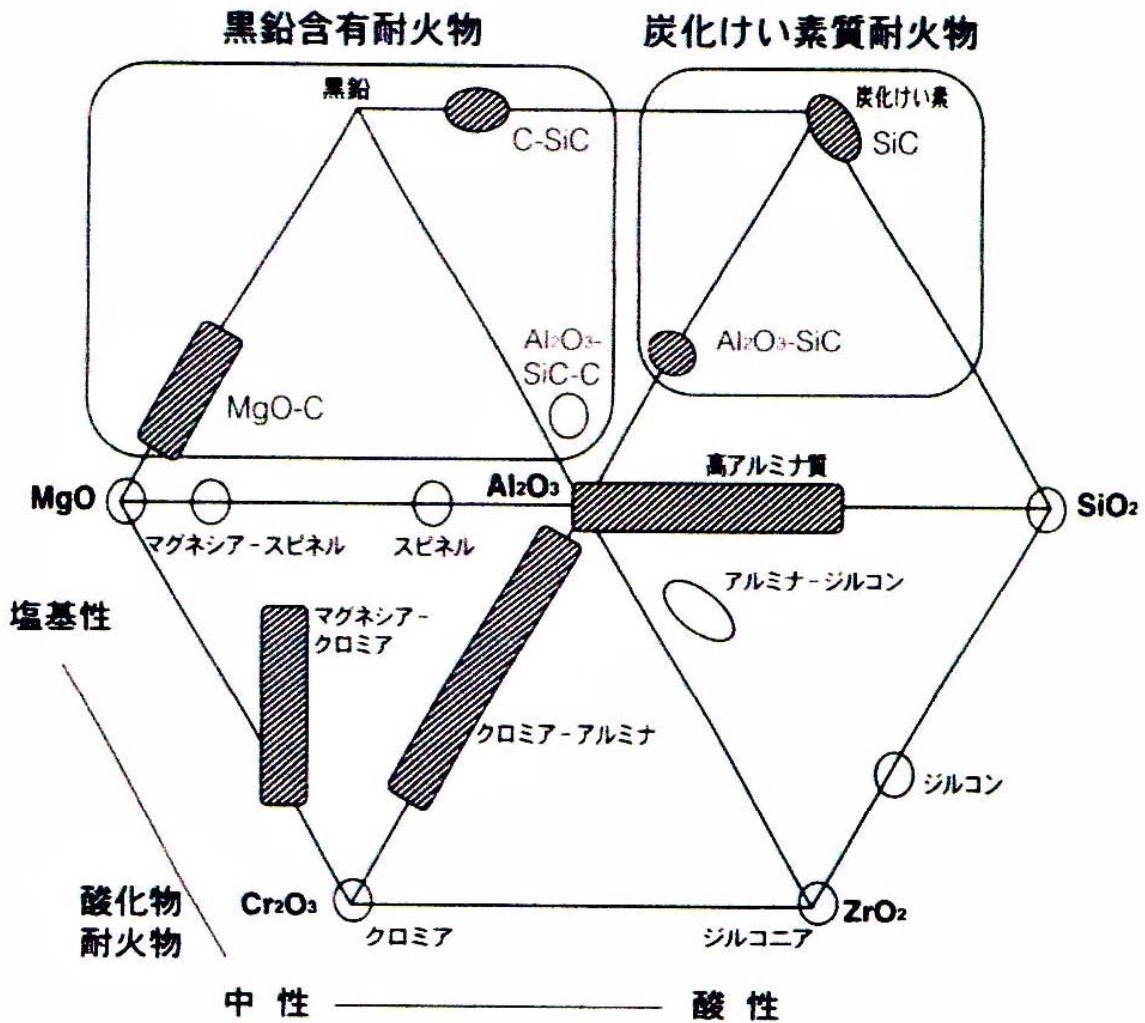 黒鉛含有耐火物
炭化けい素質耐火物
黒鉛
炭化けい素
C-SiC
SiC
Al₂O₃-
SiC-C
Al₂O₃-SiC
MgO-C
高アルミナ質
MgO
Al₂O₃
SiO₂
マグネシア-スピネル
スピネル
アルミナ-ジルコン
塩基性
マグネシア-
クロミア
クロミア-アルミナ
ジルコン
酸化物
耐火物
Cr₂O₃
ZrO₂
クロミア
ジルコニア
中性
酸性